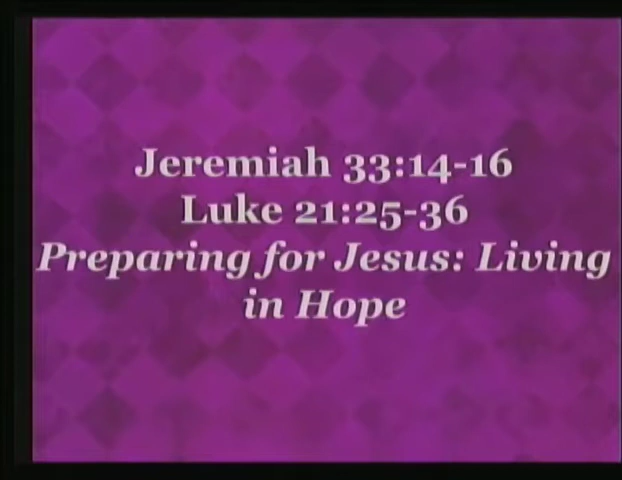 Jeremiah 33:14-16
Luke 21:25-36
Preparing for Jesus: Living
in Hope